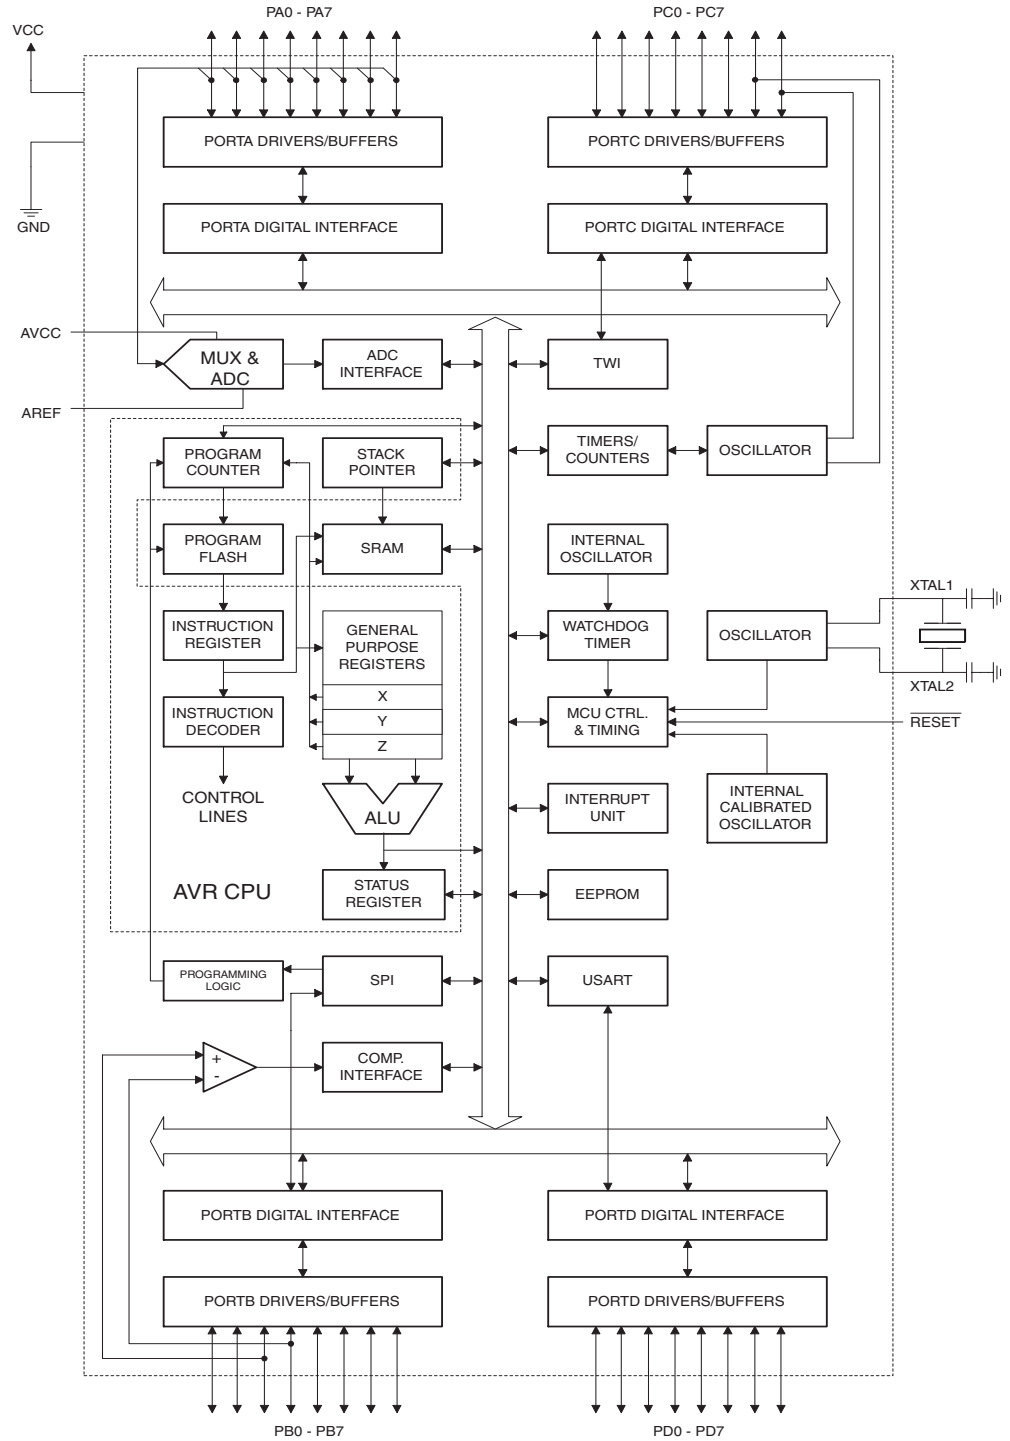 PA0 - PA7
PC0 - PC7
VCC
PORTA DRIVERS/BUFFERS
PORTC DRIVERS/BUFFERS
GND
PORTA DIGITAL INTERFACE
PORTC DIGITAL INTERFACE
AVCC
MUX &
ADC
ADC
INTERFACE
TWI
AREF
PROGRAM
COUNTER
STACK
POINTER
TIMERS/
COUNTERS
OSCILLATOR
PROGRAM
FLASH
SRAM
INTERNAL
OSCILLATOR
XTAL1
INSTRUCTION
REGISTER
GENERAL
PURPOSE
REGISTERS
WATCHDOG
TIMER
OSCILLATOR
XTAL2
X
INSTRUCTION
DECODER
Y
Z
MCU CTRL.
& TIMING
RESET
CONTROL
LINES
ALU
INTERRUPT
UNIT
INTERNAL
CALIBRATED
OSCILLATOR
AVR CPU
STATUS
REGISTER
EEPROM
PROGRAMMING
LOGIC
SPI
USART
+
-
COMP.
INTERFACE
PORTB DIGITAL INTERFACE
PORTD DIGITAL INTERFACE
PORTB DRIVERS/BUFFERS
PORTD DRIVERS/BUFFERS
PB0 - PB7
PD0 - PD7